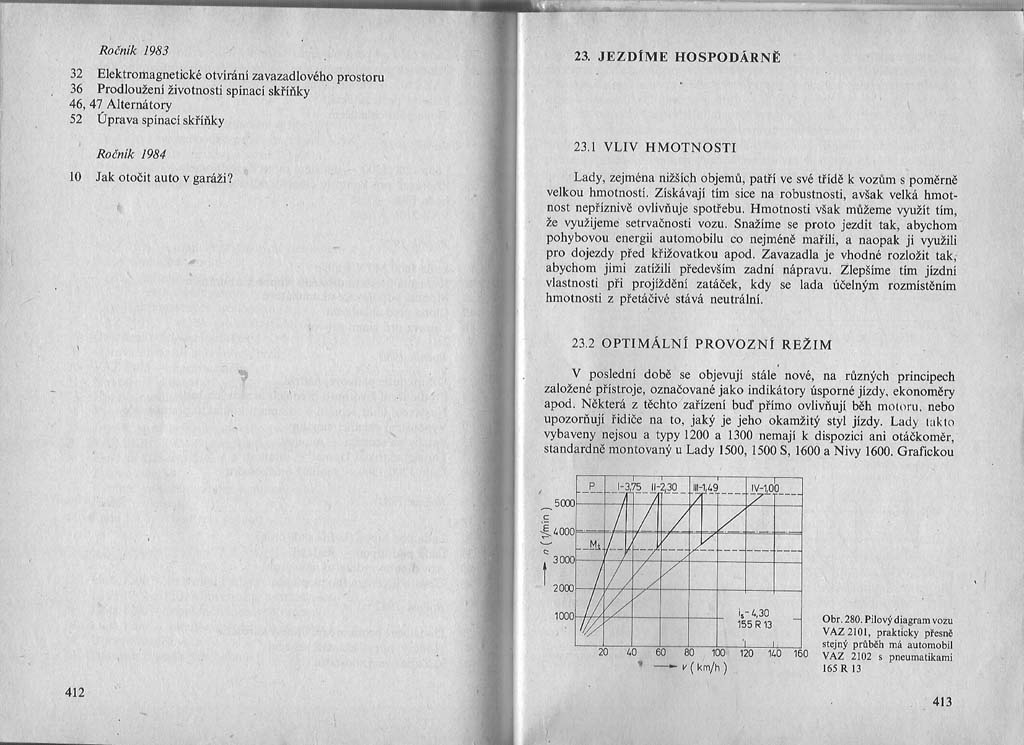 Ročník 1983
32 Elektromagnetické otvírání zavazadlového prostoru
36 Prodloužení životnosti spínací skříňky
46, 47 Alternátory
52 Úprava spínací skříňky
Ročník 1984
10 Jak otočit auto v garáži?
412
23. JEZDÍME HOSPODÁRNĚ
23.1 VLIV HMOTNOSTI
Lady, zejména nižších objemů, patří ve své třídě k vozům s poměrně
velkou hmotností. Získávají tím sice na robustnosti, avšak velká hmot-
nost nepříznivě ovlivňuje spotřebu. Hmotnosti však můžeme využít tím,
že využijeme setrvačnosti vozu. Snažíme se proto jezdit tak, abychom
pohybovou energii automobilu co nejméně mařili, a naopak ji využili
pro dojezdy před křižovatkou apod. Zavazadla je vhodné rozložit tak,
abychom jimi zatížili především zadní nápravu. Zlepšíme tím jízdní
vlastnosti při projíždění zatáček, kdy se lada účelným rozmístěním
hmotnosti z přetáčivé stává neutrální.
23.2 OPTIMÁLNÍ PROVOZNÍ REŽIM
V poslední době se objevují stále nové, na různých principech
založené přístroje, označované jako indikátory úsporné jízdy, ekonoměry
apod. Některá z těchto zařízení buď přímo ovlivňují běh motoru, nebo
upozorňují řidiče na to, jaký je jeho okamžitý styl jízdy. Lady takto
vybaveny nejsou a typy 1200 a 1300 nemají k dispozici ani otáčkoměr,
standardně montovaný u Lady 1500, 1500 S, 1600 a Nivy 1600. Grafickou
P I-3,75 II-2,30 III-1,49 IV-1,00
5000
4000
Mt
3000
2000
1000
n (1/min)
is- 4,30
155 R 13
20 40 60 80 100 120 140 160
v ( km/h )
Obr. 280. Pilový diagram vozu
VAZ 2101, prakticky přesně
stejný průběh má automobil
VAZ 2102 s pneumatikami
165 R 13
413